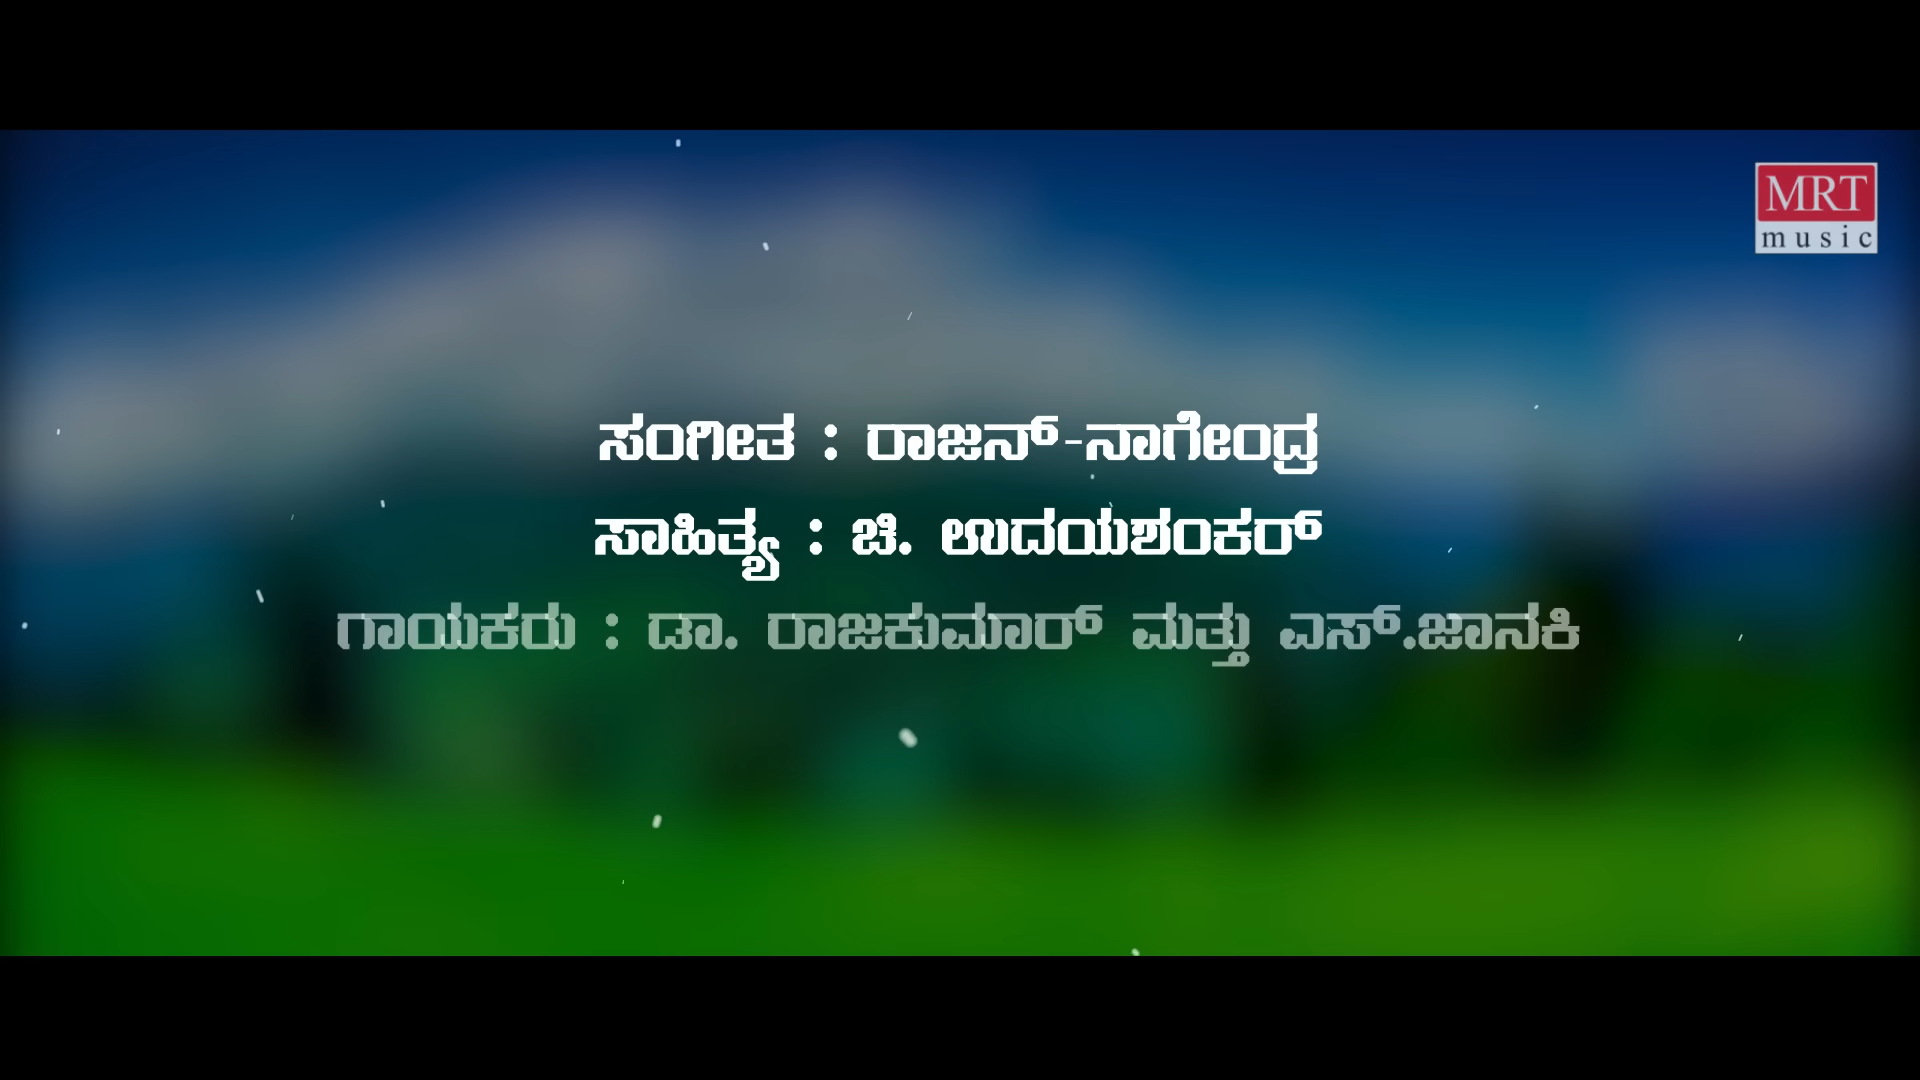 MRT
music
ಸಂಗೀತ : ರಾಜನ್-ನಾಗೇಂದ್ರ
ಸಾಹಿತ್ಯ : ಚಿ. ಉದಯಶಂಕರ್
ಗಾಯಕರು : ಡಾ. ರಾಜಕುಮಾರ್ ಮತ್ತು ಎಸ್.ಜಾನಕಿ